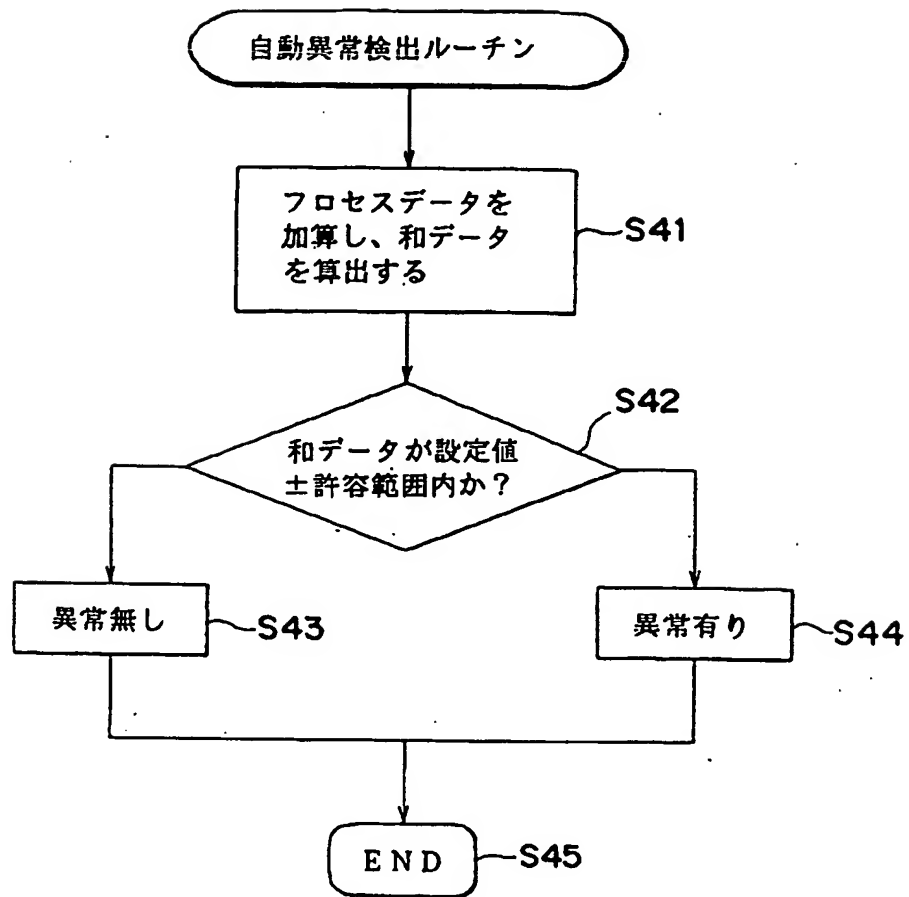 自動異常検出ルーチン
フロセスデータを
加算し、和データ
を算出する
S41
和データが設定値
±許容範囲内か?
S42
異常無し
S43
異常有り
S44
END
S45